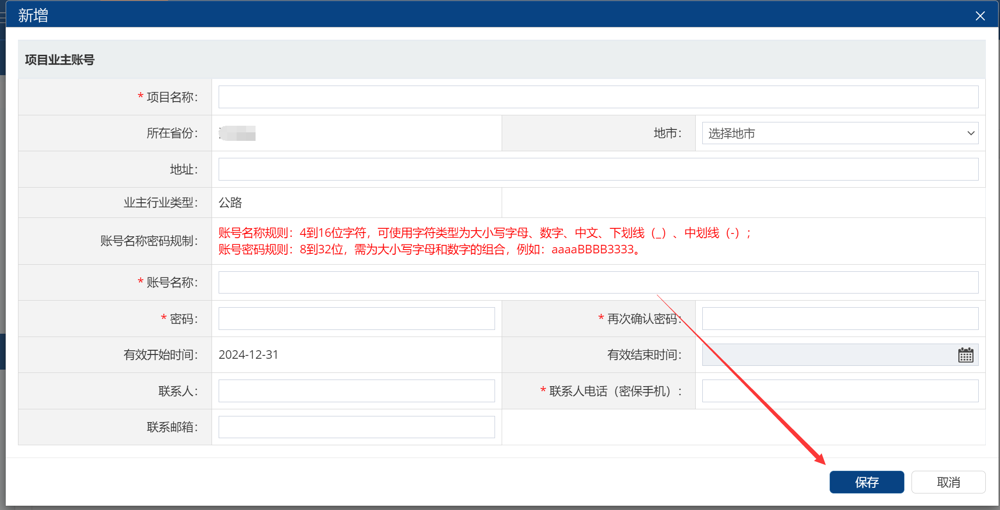 新增
项目业主账号
* 项目名称：
所在省份：
地市：
选择地市
地址：
业主行业类型：
公路
账号名称密码规制：
账号名称规则：4到16位字符，可使用字符类型为大小写字母、数字、中文、下划线（_）、中划线（-）；
账号密码规则：8到32位，需为大小写字母和数字的组合，例如：aaaaBBBB3333。
* 账号名称：
* 密码：
* 再次确认密码：
有效开始时间：
2024-12-31
有效结束时间：
联系人：
* 联系人电话（密保手机）：
联系邮箱：
保存
取消